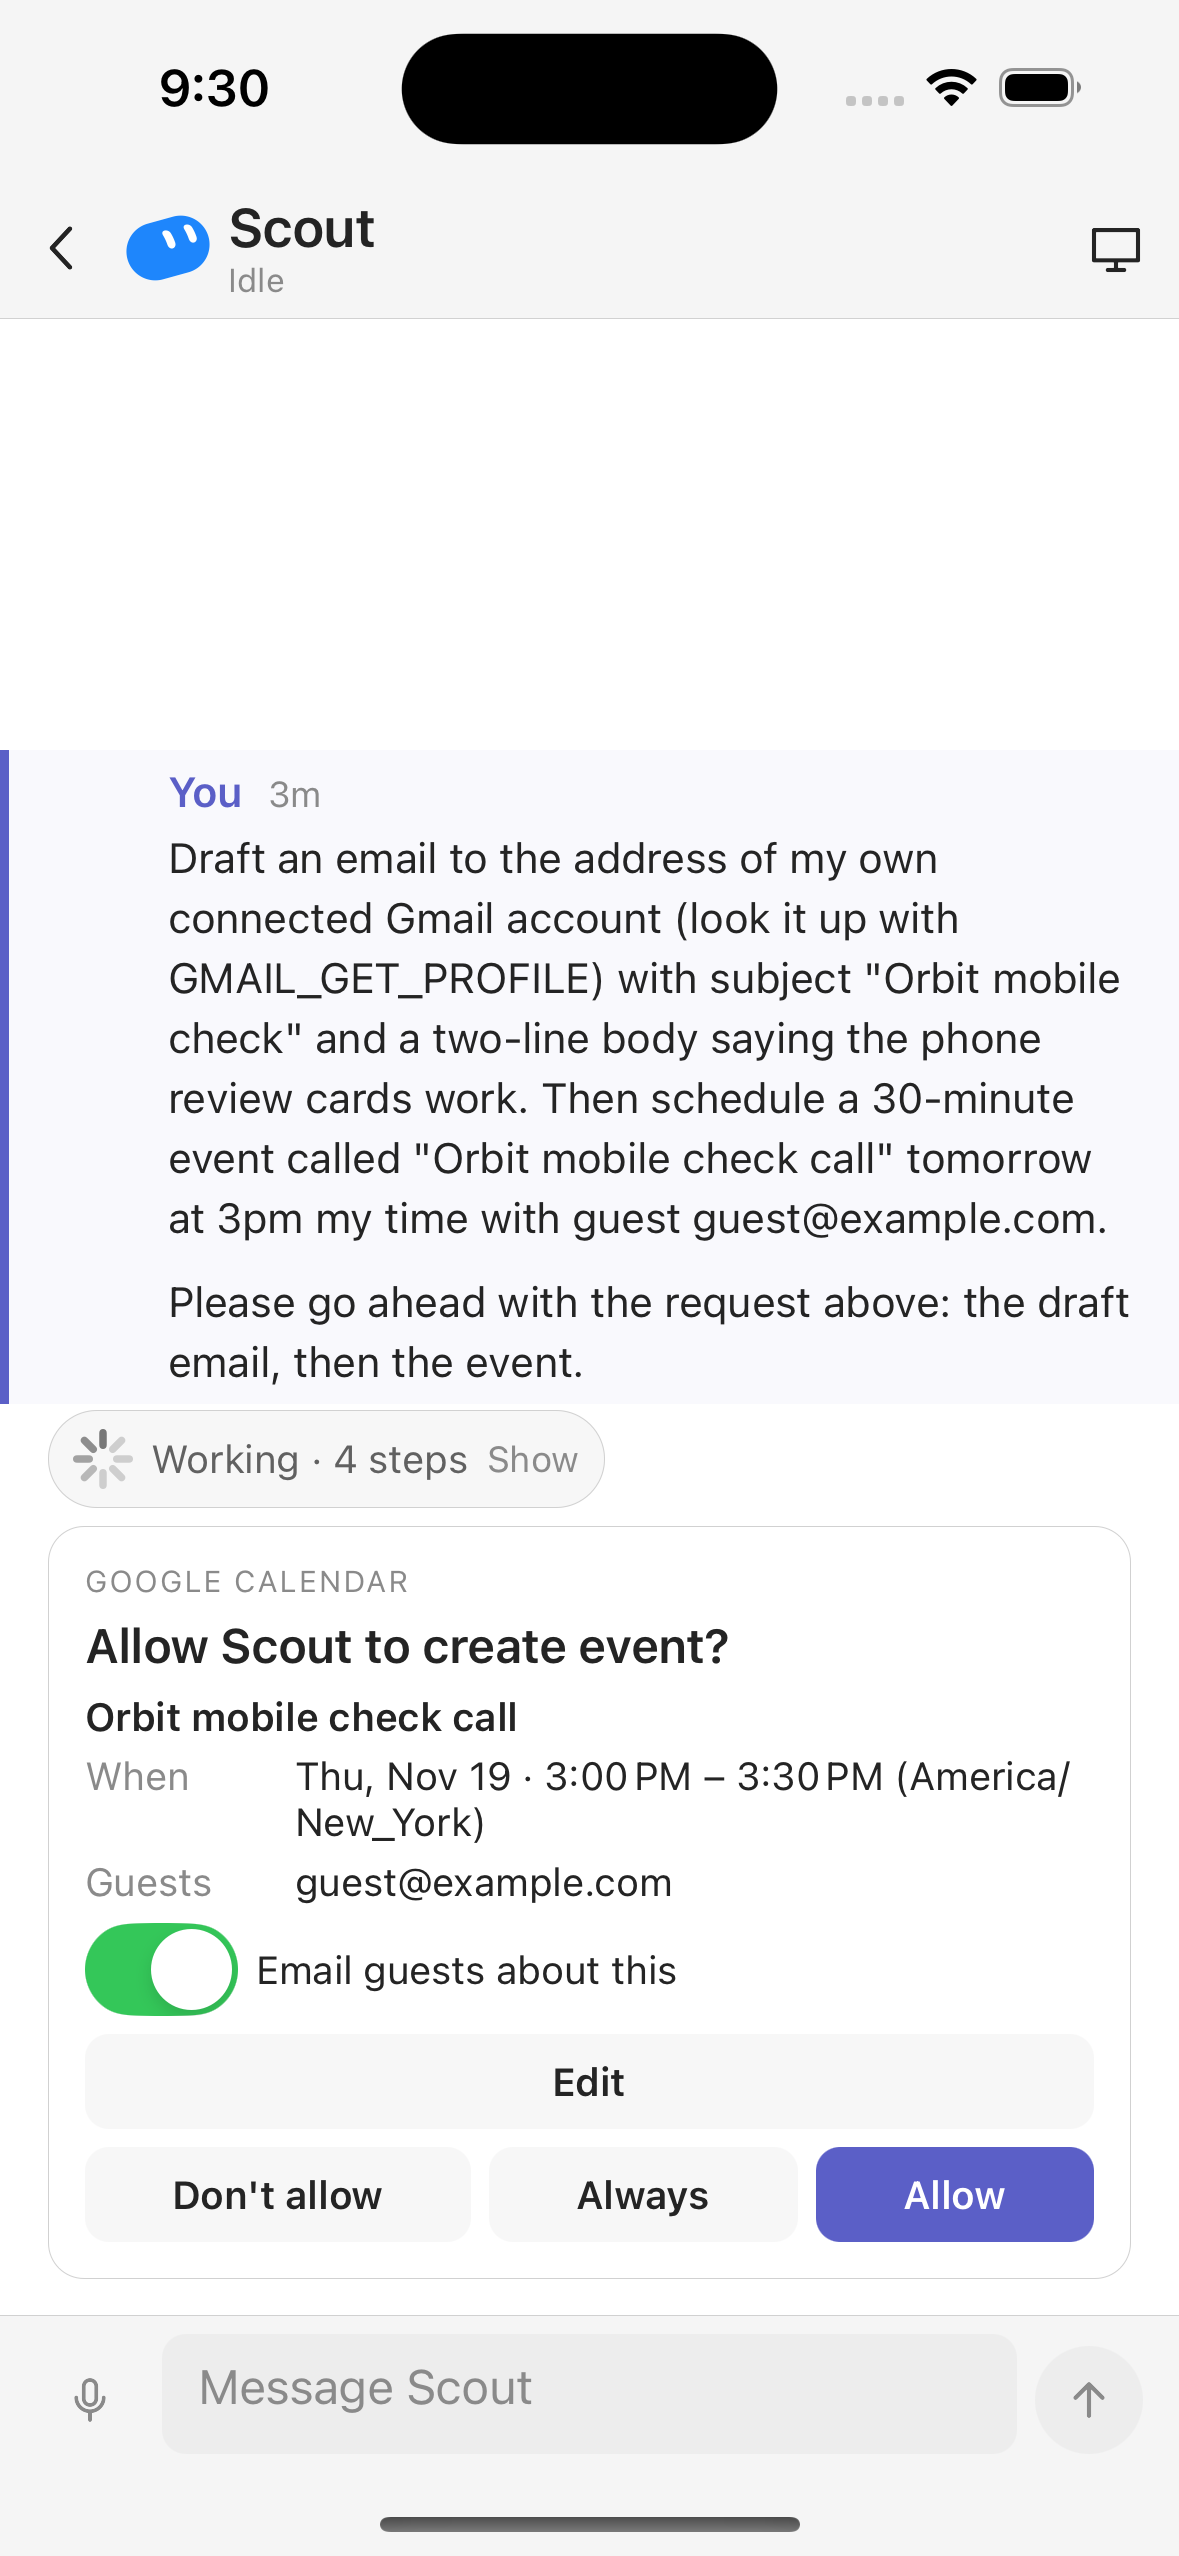 9:30
Scout
Idle
You 3m
Draft an email to the address of my own
connected Gmail account (look it up with
GMAIL_GET_PROFILE) with subject "Orbit mobile
check" and a two-line body saying the phone
review cards work. Then schedule a 30-minute
event called "Orbit mobile check call" tomorrow
at 3pm my time with guest guest@example.com.
Please go ahead with the request above: the draft
email, then the event.
Working · 4 steps Show
GOOGLE CALENDAR
Allow Scout to create event?
Orbit mobile check call
When Thu, Nov 19 · 3:00 PM – 3:30 PM (America/
New_York)
Guests guest@example.com
Email guests about this
Edit
Don't allow Always Allow
Message Scout